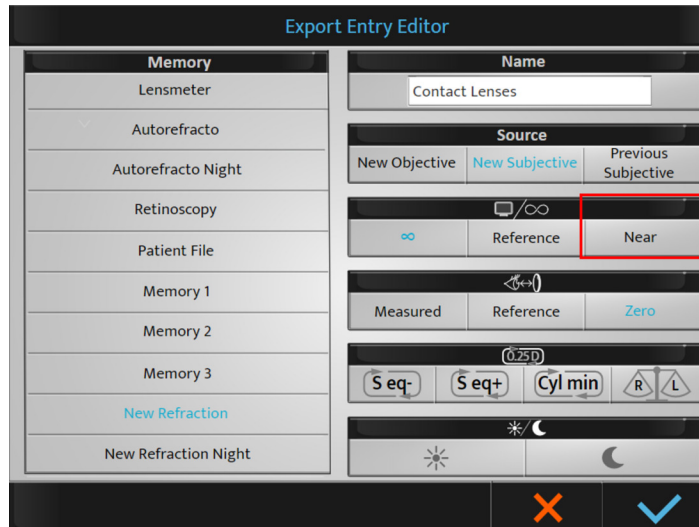 Export Entry Editor
Memory
Lensmeter
Autorefracto
Autorefracto Night
Retinoscopy
Patient File
Memory 1
Memory 2
Memory 3
New Refraction
New Refraction Night
Name
Contact Lenses
Source
New Objective
New Subjective
Previous
Subjective
/∞
∞
Reference
Near
Measured
Reference
Zero
0.25 D
S eq-
S eq+
Cyl min
R
L
/